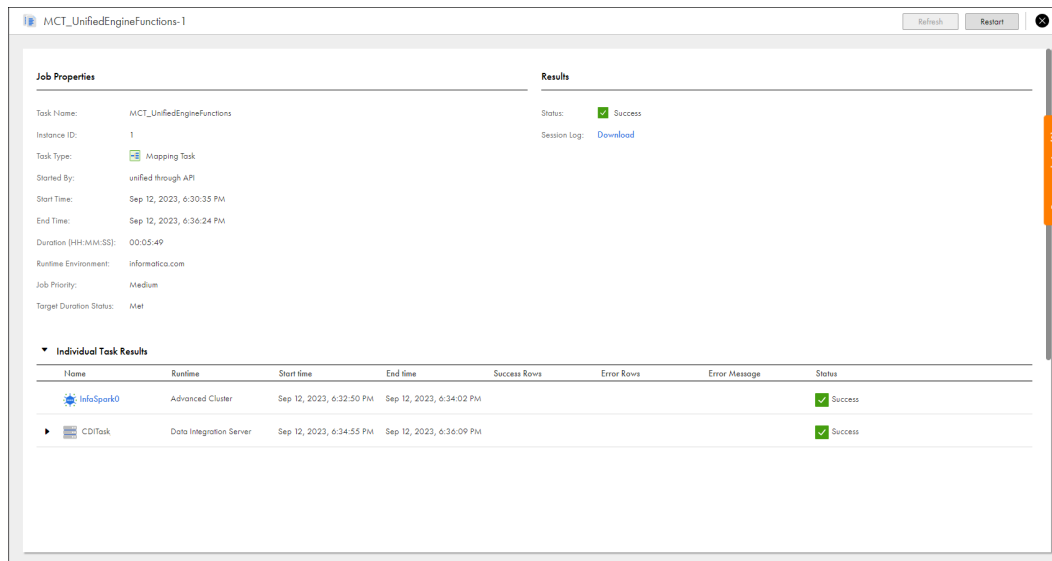 MCT_UnifiedEngineFunctions-1
Refresh
Restart
Job Properties
Results
Task Name: MCT_UnifiedEngineFunctions
Status: Success
Instance ID: 1
Session Log: Download
Task Type: Mapping Task
Started By: unified through API
Start Time: Sep 12, 2023, 6:30:35 PM
End Time: Sep 12, 2023, 6:36:24 PM
Duration (HH:MM:SS): 00:05:49
Runtime Environment: informatica.com
Job Priority: Medium
Target Duration Status: Met
Individual Task Results
Name Runtime Start time End time Success Rows Error Rows Error Message Status
InfaSpark0 Advanced Cluster Sep 12, 2023, 6:32:50 PM Sep 12, 2023, 6:34:02 PM Success
CDITask Data Integration Server Sep 12, 2023, 6:34:55 PM Sep 12, 2023, 6:36:09 PM Success